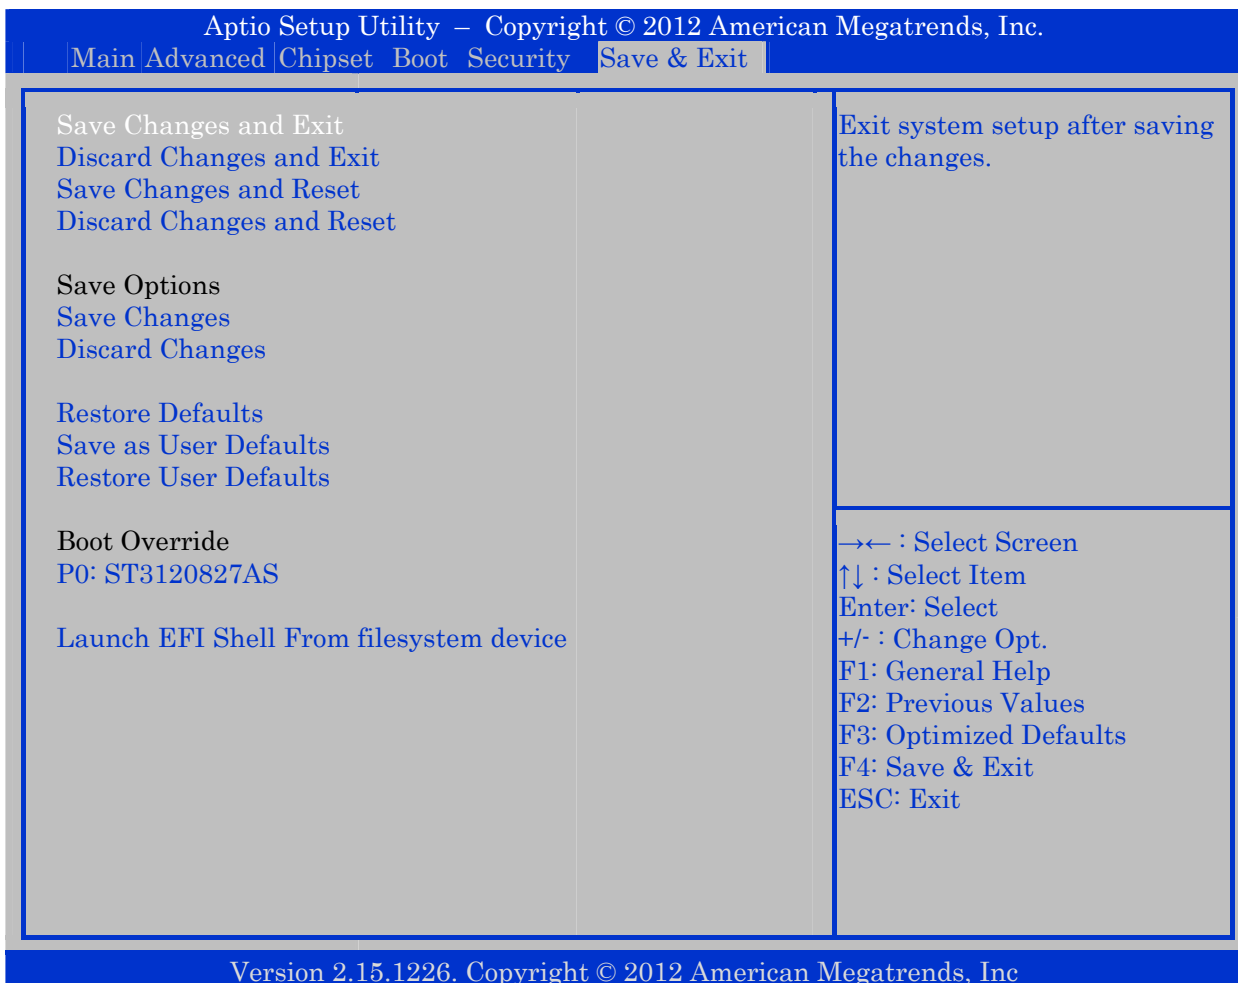 Aptio Setup Utility – Copyright © 2012 American Megatrends, Inc.
Main Advanced Chipset Boot Security Save & Exit
Save Changes and Exit
Discard Changes and Exit
Save Changes and Reset
Discard Changes and Reset
Save Options
Save Changes
Discard Changes
Restore Defaults
Save as User Defaults
Restore User Defaults
Boot Override
P0: ST3120827AS
Launch EFI Shell From filesystem device
Exit system setup after saving
the changes.
→← : Select Screen
↑↓ : Select Item
Enter: Select
+/- : Change Opt.
F1: General Help
F2: Previous Values
F3: Optimized Defaults
F4: Save & Exit
ESC: Exit
Version 2.15.1226. Copyright © 2012 American Megatrends, Inc